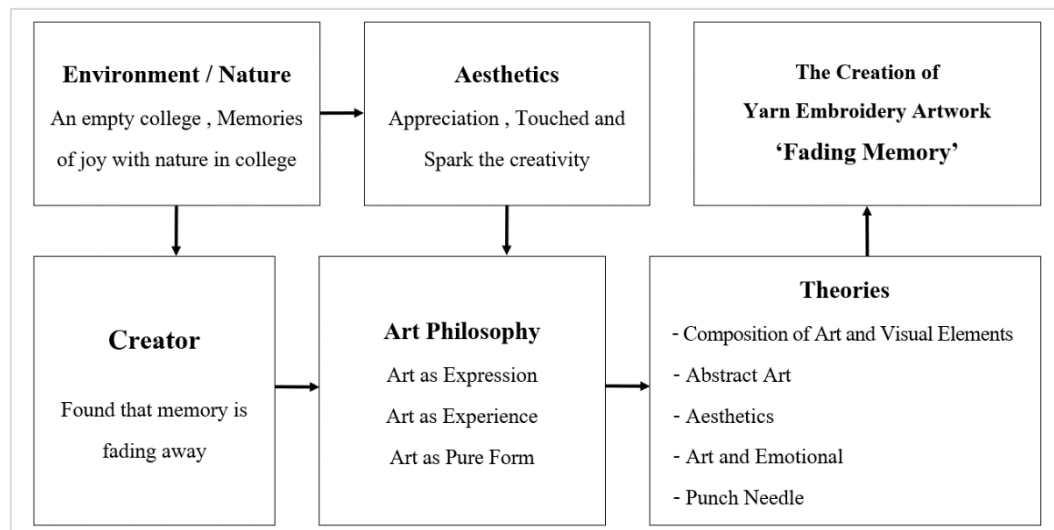 Environment / Nature
An empty college , Memories
of joy with nature in college
Aesthetics
Appreciation , Touched and
Spark the creativity
The Creation of
Yarn Embroidery Artwork
‘Fading Memory’
Creator
Found that memory is
fading away
Art Philosophy
Art as Expression
Art as Experience
Art as Pure Form
Theories
- Composition of Art and Visual Elements
- Abstract Art
- Aesthetics
- Art and Emotional
- Punch Needle